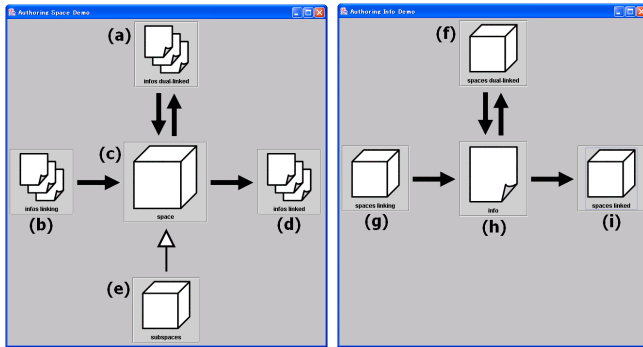 Authoring Space Demo
(a)
infos dual-linked
(c)
(b)
infos linking
space
(d)
infos linked
(e)
subspaces
Authoring Info Demo
(f)
spaces dual-linked
(g)
spaces linking
(h)
info
(i)
spaces linked